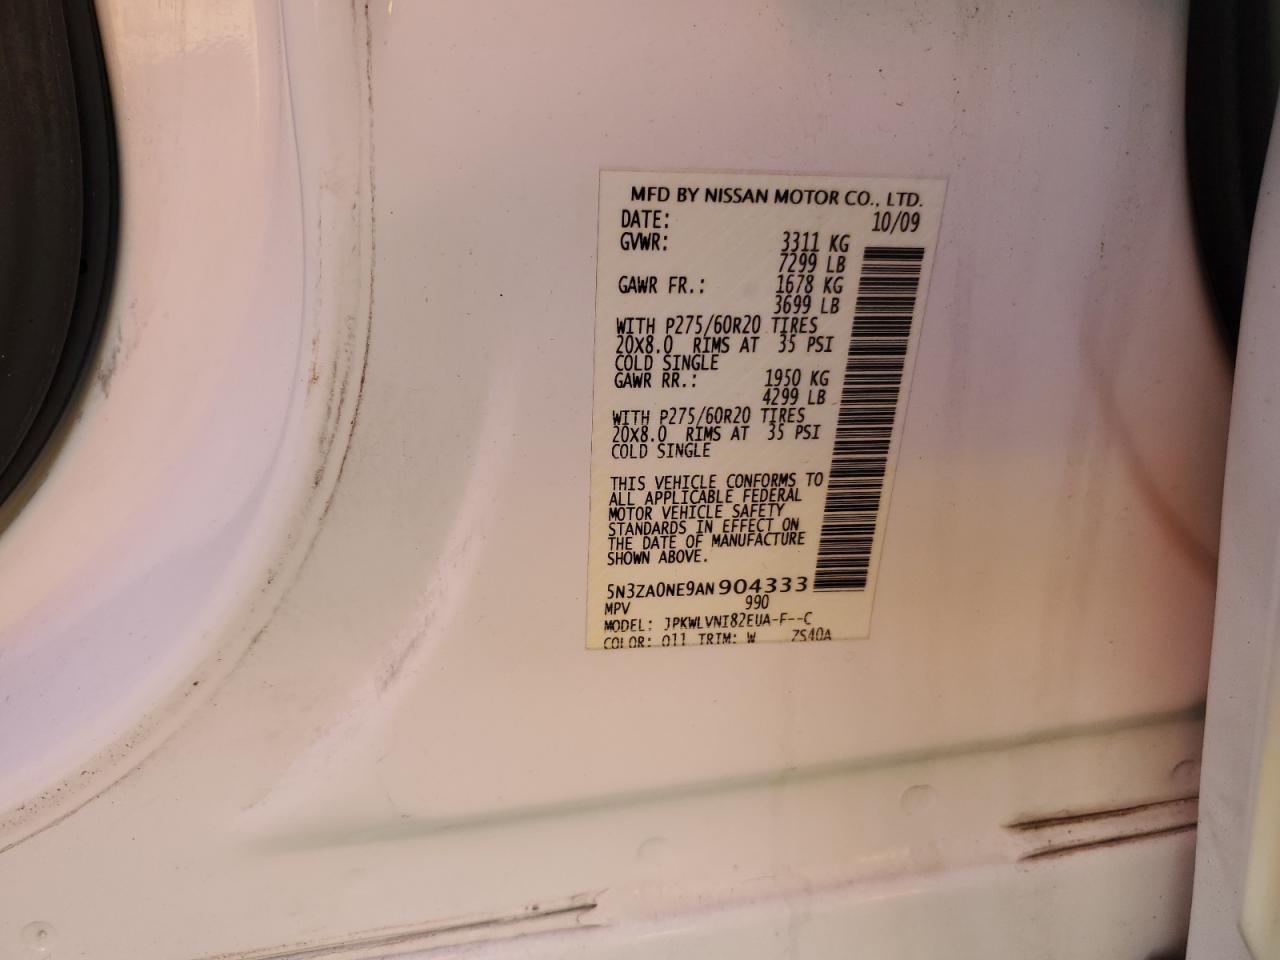 MFD BY NISSAN MOTOR CO., LTD.
DATE: 10/09
GVWR: 3311 KG
7299 LB
GAWR FR.: 1678 KG
3699 LB
WITH P275/60R20 TIRES
20X8.0 RIMS AT 35 PSI
COLD SINGLE
GAWR RR.: 1950 KG
4299 LB
WITH P275/60R20 TIRES
20X8.0 RIMS AT 35 PSI
COLD SINGLE
THIS VEHICLE CONFORMS TO
ALL APPLICABLE FEDERAL
MOTOR VEHICLE SAFETY
STANDARDS IN EFFECT ON
THE DATE OF MANUFACTURE
SHOWN ABOVE.
5N3ZA0NE9AN904333
MPV 990
MODEL: JPKWLVNI82EUA-F--C
COLOR: Q11 TRIM: W ZS40A